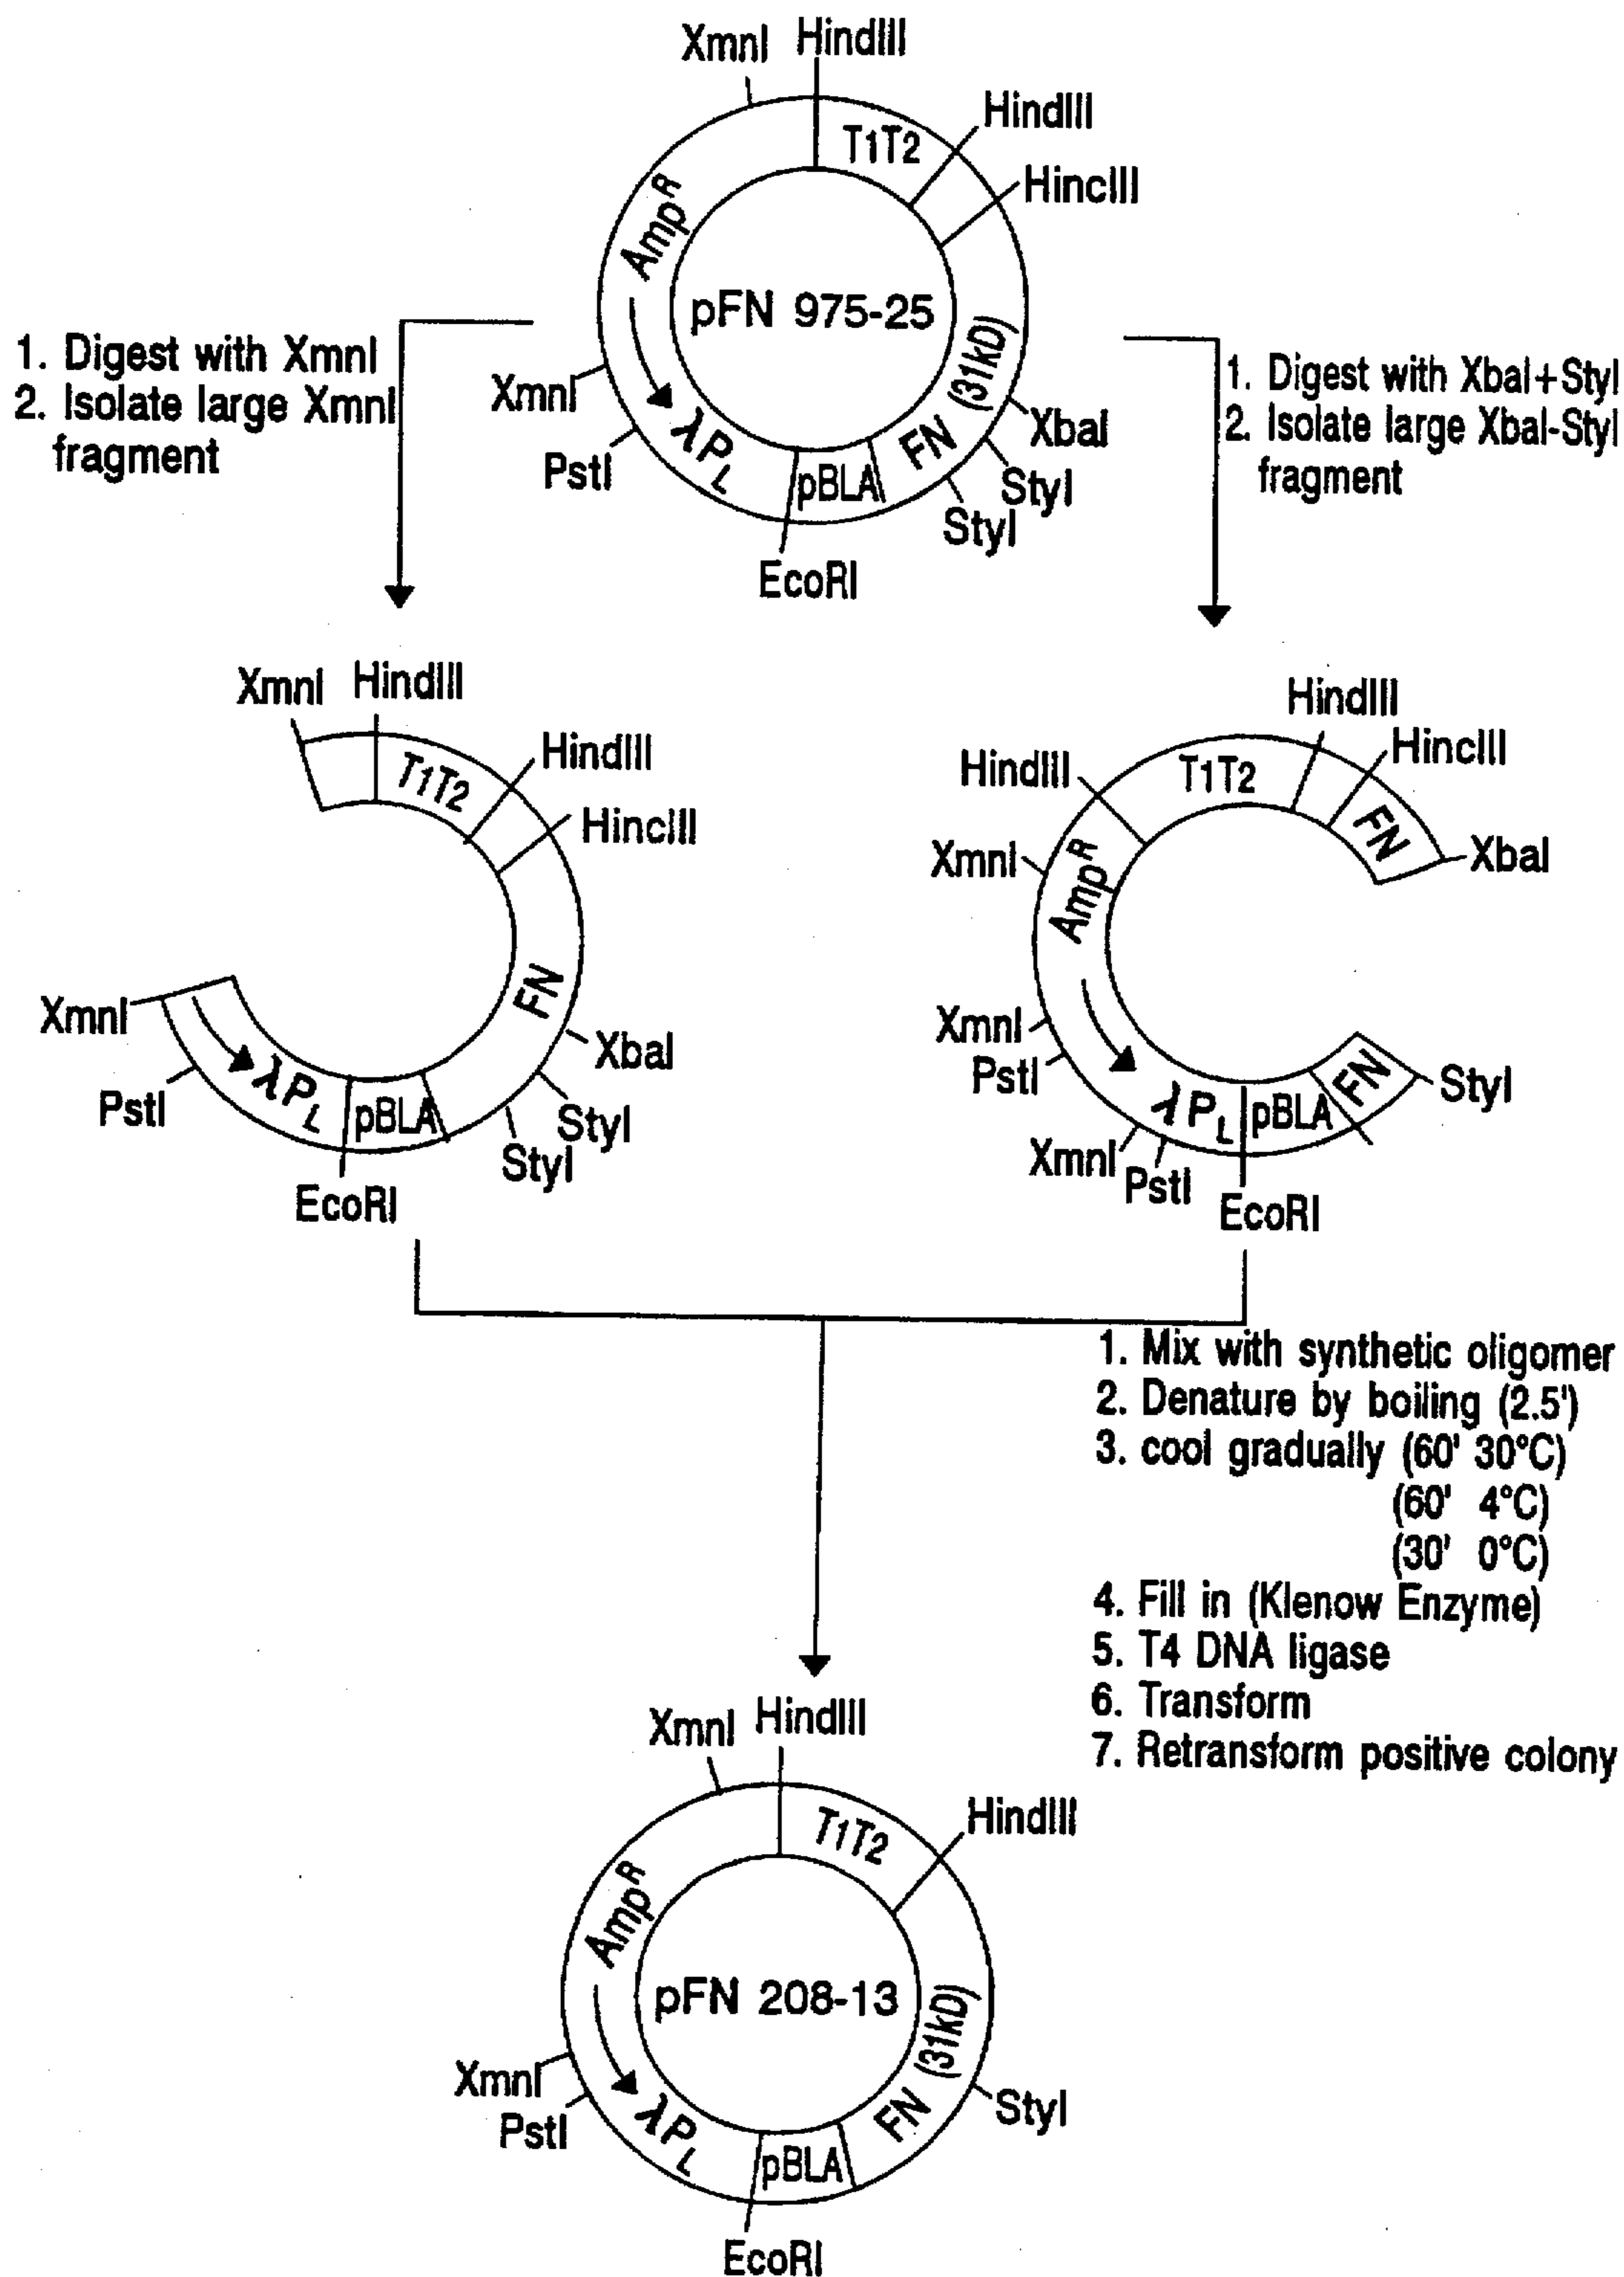 XmnI HindIII
HindIII
T1T2
HincIII
AmpR
pFN 975-25
1. Digest with XmnI
2. Isolate large XmnI
fragment
1. Digest with XbaI+StyI
2. Isolate large XbaI-StyI
fragment
XmnI
FN (31kD)
XbaI
PstI
λPL
pBLA
StyI
StyI
EcoRI
XmnI HindIII
HindIII
T1T2
HincIII
FN
XmnI
XbaI
PstI
λPL
pBLA
StyI
StyI
EcoRI
HindIII
HincIII
HindIII
T1T2
FN
XbaI
XmnI
AmpR
XmnI
PstI
FN
StyI
λPL
pBLA
XmnI
PstI
EcoRI
1. Mix with synthetic oligomer
2. Denature by boiling (2.5')
3. cool gradually (60' 30°C)
(60' 4°C)
(30' 0°C)
4. Fill in (Klenow Enzyme)
5. T4 DNA ligase
6. Transform
7. Retransform positive colony
XmnI HindIII
HindIII
T1T2
AmpR
pFN 208-13
FN (31kD)
XmnI
PstI
StyI
λPL
pBLA
EcoRI